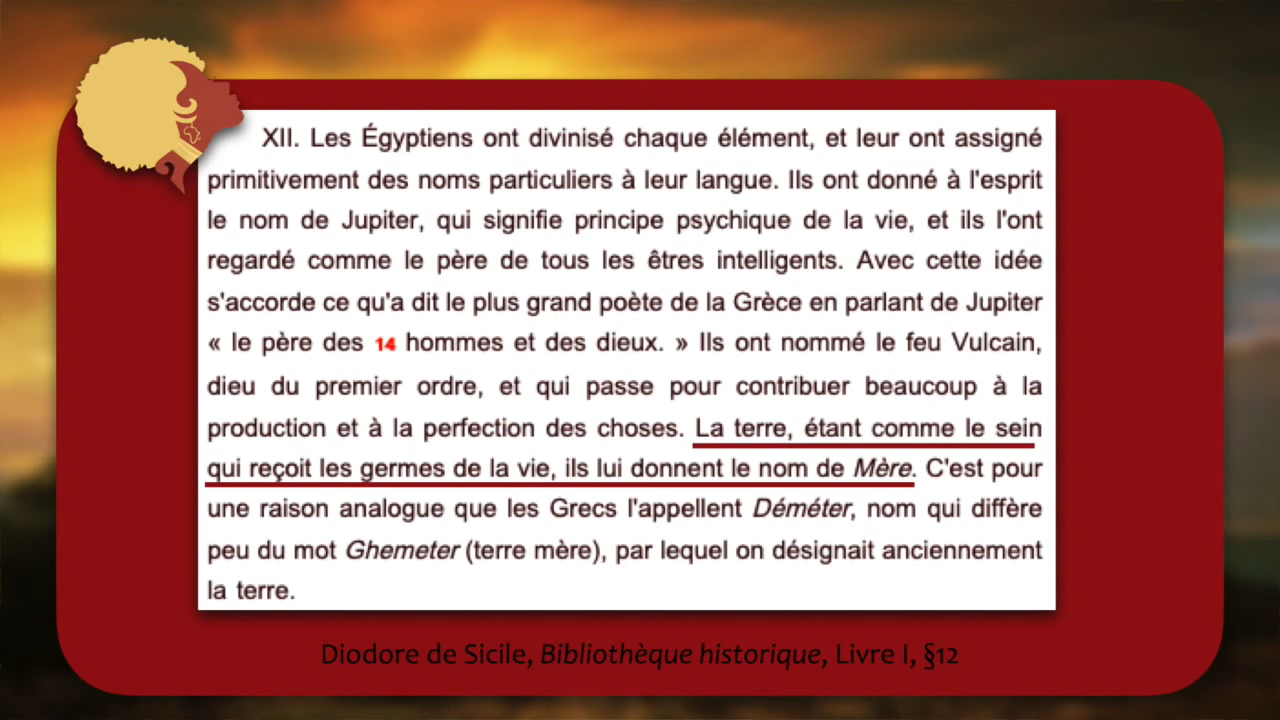 XII. Les Égyptiens ont divinisé chaque élément, et leur ont assigné
primitivement des noms particuliers à leur langue. Ils ont donné à l'esprit
le nom de Jupiter, qui signifie principe psychique de la vie, et ils l'ont
regardé comme le père de tous les êtres intelligents. Avec cette idée
s'accorde ce qu'a dit le plus grand poète de la Grèce en parlant de Jupiter
« le père des 14 hommes et des dieux. » Ils ont nommé le feu Vulcain,
dieu du premier ordre, et qui passe pour contribuer beaucoup à la
production et à la perfection des choses. La terre, étant comme le sein
qui reçoit les germes de la vie, ils lui donnent le nom de Mère. C'est pour
une raison analogue que les Grecs l'appellent Déméter, nom qui diffère
peu du mot Ghemeter (terre mère), par lequel on désignait anciennement
la terre.
Diodore de Sicile, Bibliothèque historique, Livre I, §12